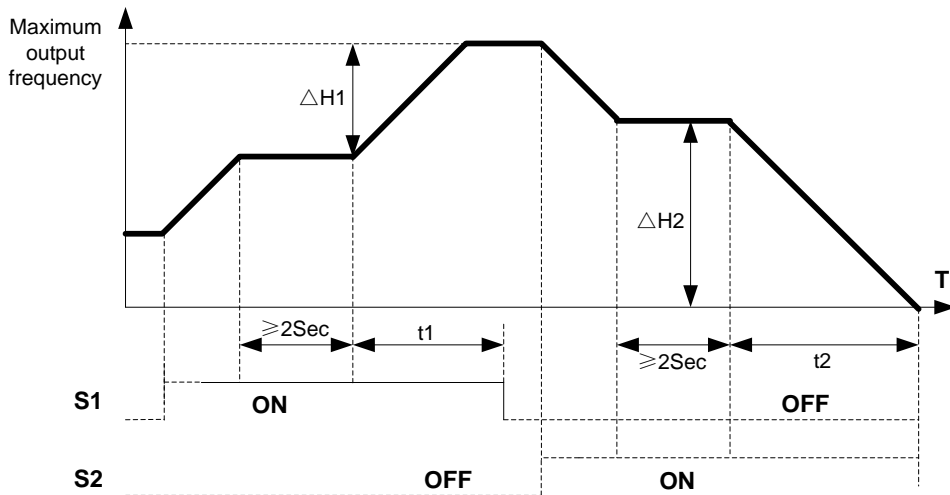 Maximum
output
frequency
△H1
△H2
T
≥2Sec
t1
≥2Sec
t2
S1
ON
OFF
S2
OFF
ON